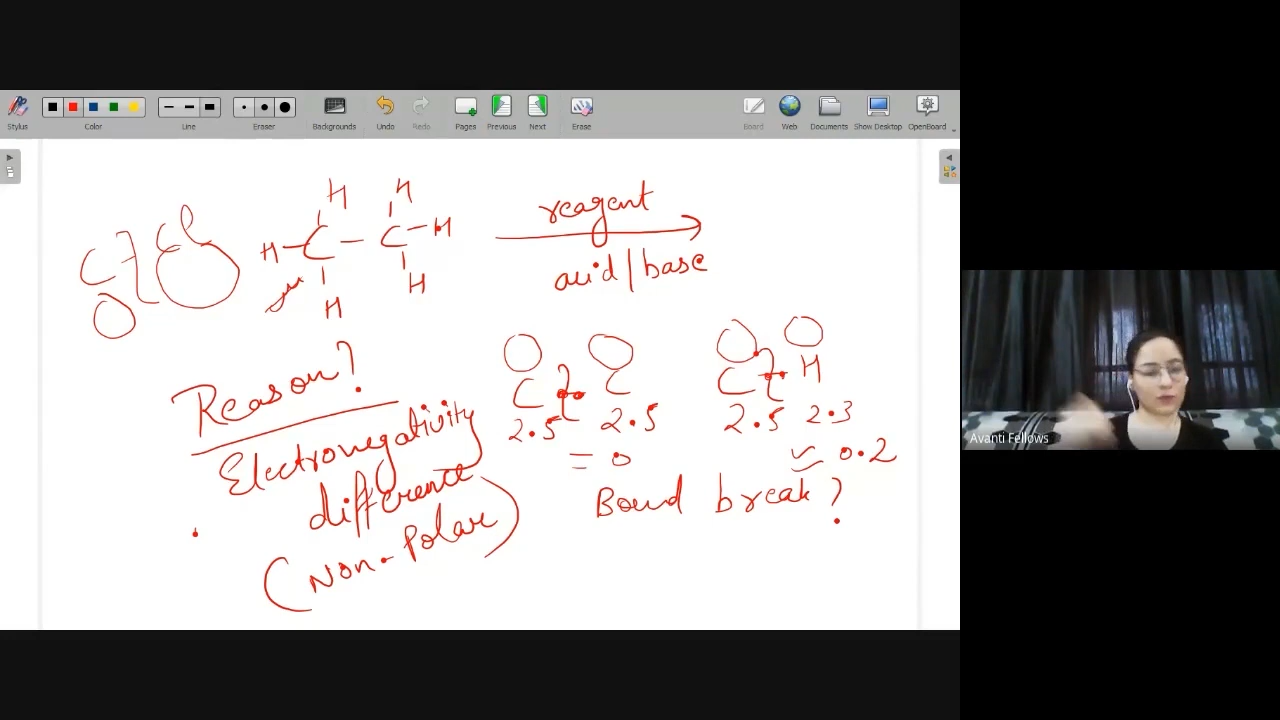 Stylus
Color
Line
Eraser
Backgrounds
Undo
Redo
Pages
Previous
Next
Erase
Board
Web
Documents
Show Desktop
OpenBoard
H H
C Cl H C C H
H H
reagent
acid/base
Reason?
Electronegativity
difference
(Non-Polar)
C C C H
2.5 2.5 2.5 2.3
= 0 ≈ 0.2
Bound break?
Avanti Fellows